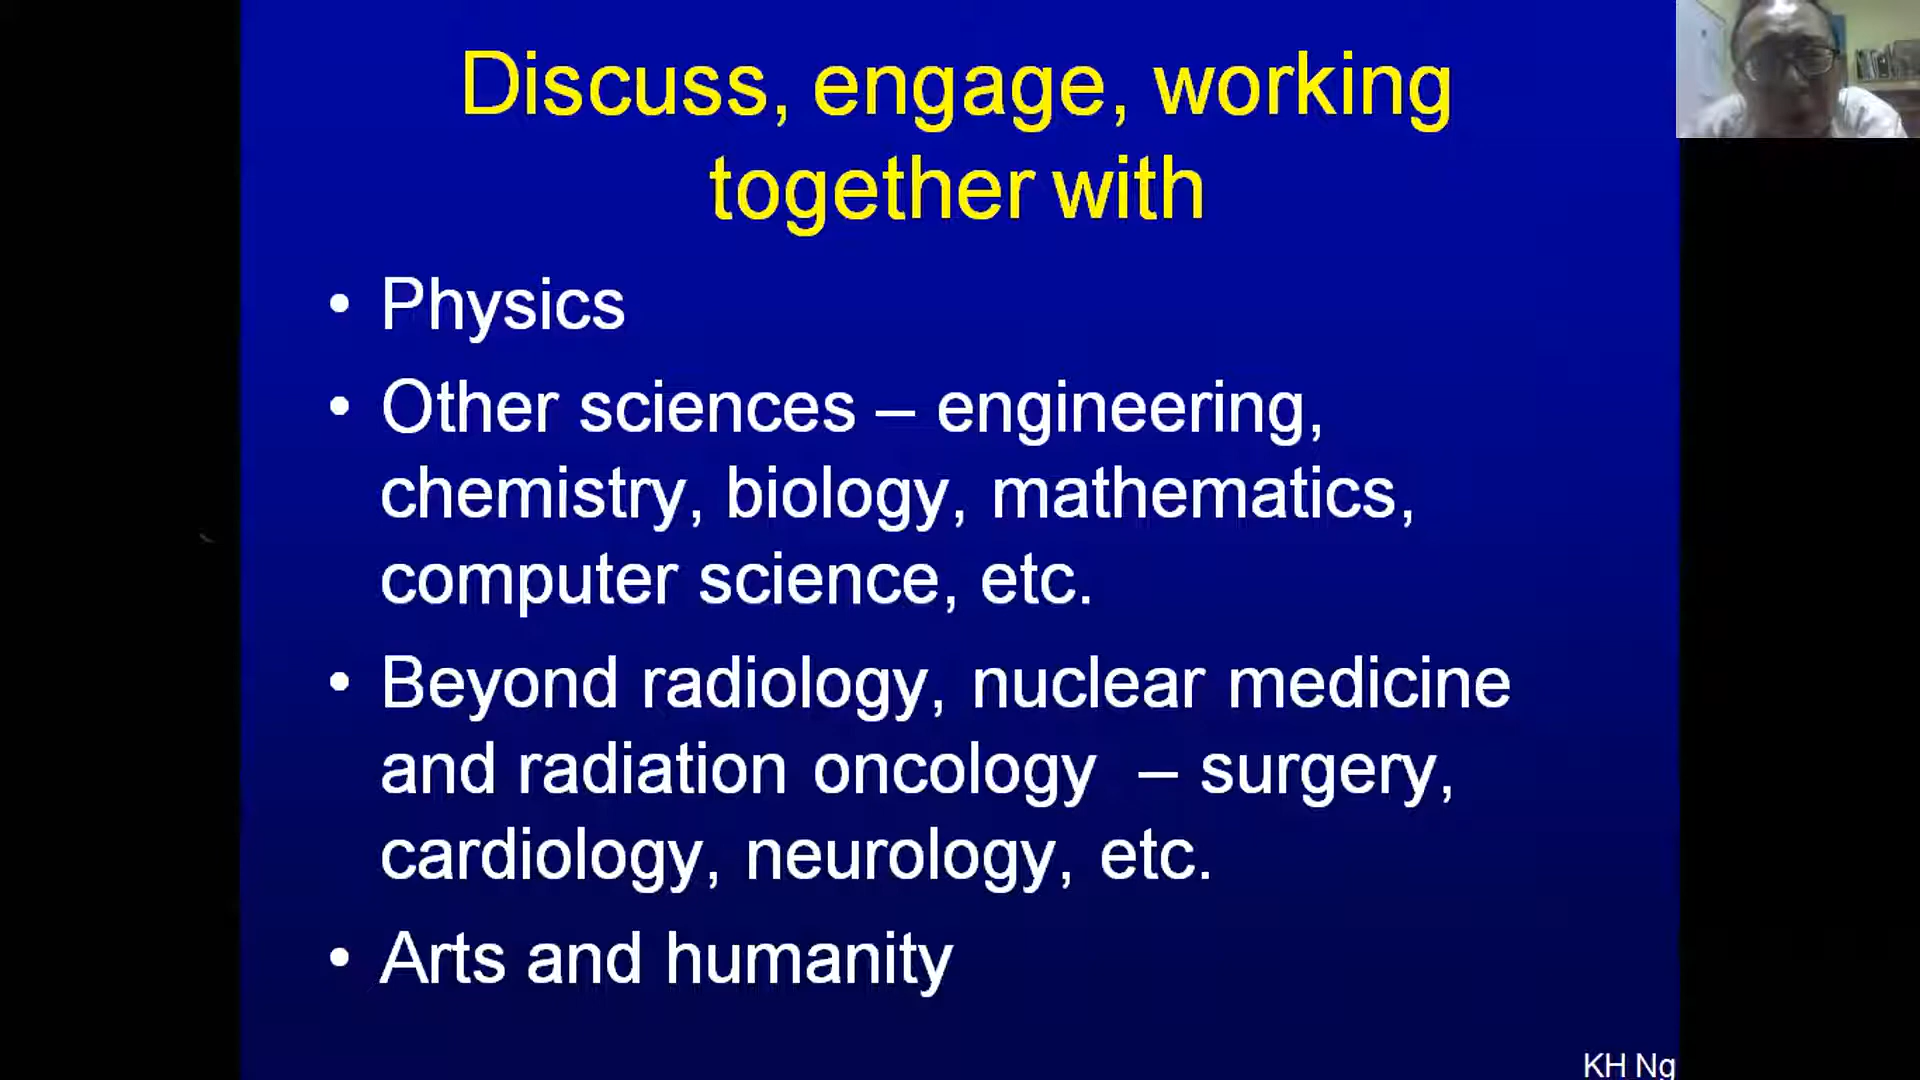 Discuss, engage, working
together with
• Physics
• Other sciences – engineering,
chemistry, biology, mathematics,
computer science, etc.
• Beyond radiology, nuclear medicine
and radiation oncology – surgery,
cardiology, neurology, etc.
• Arts and humanity
KH Ng